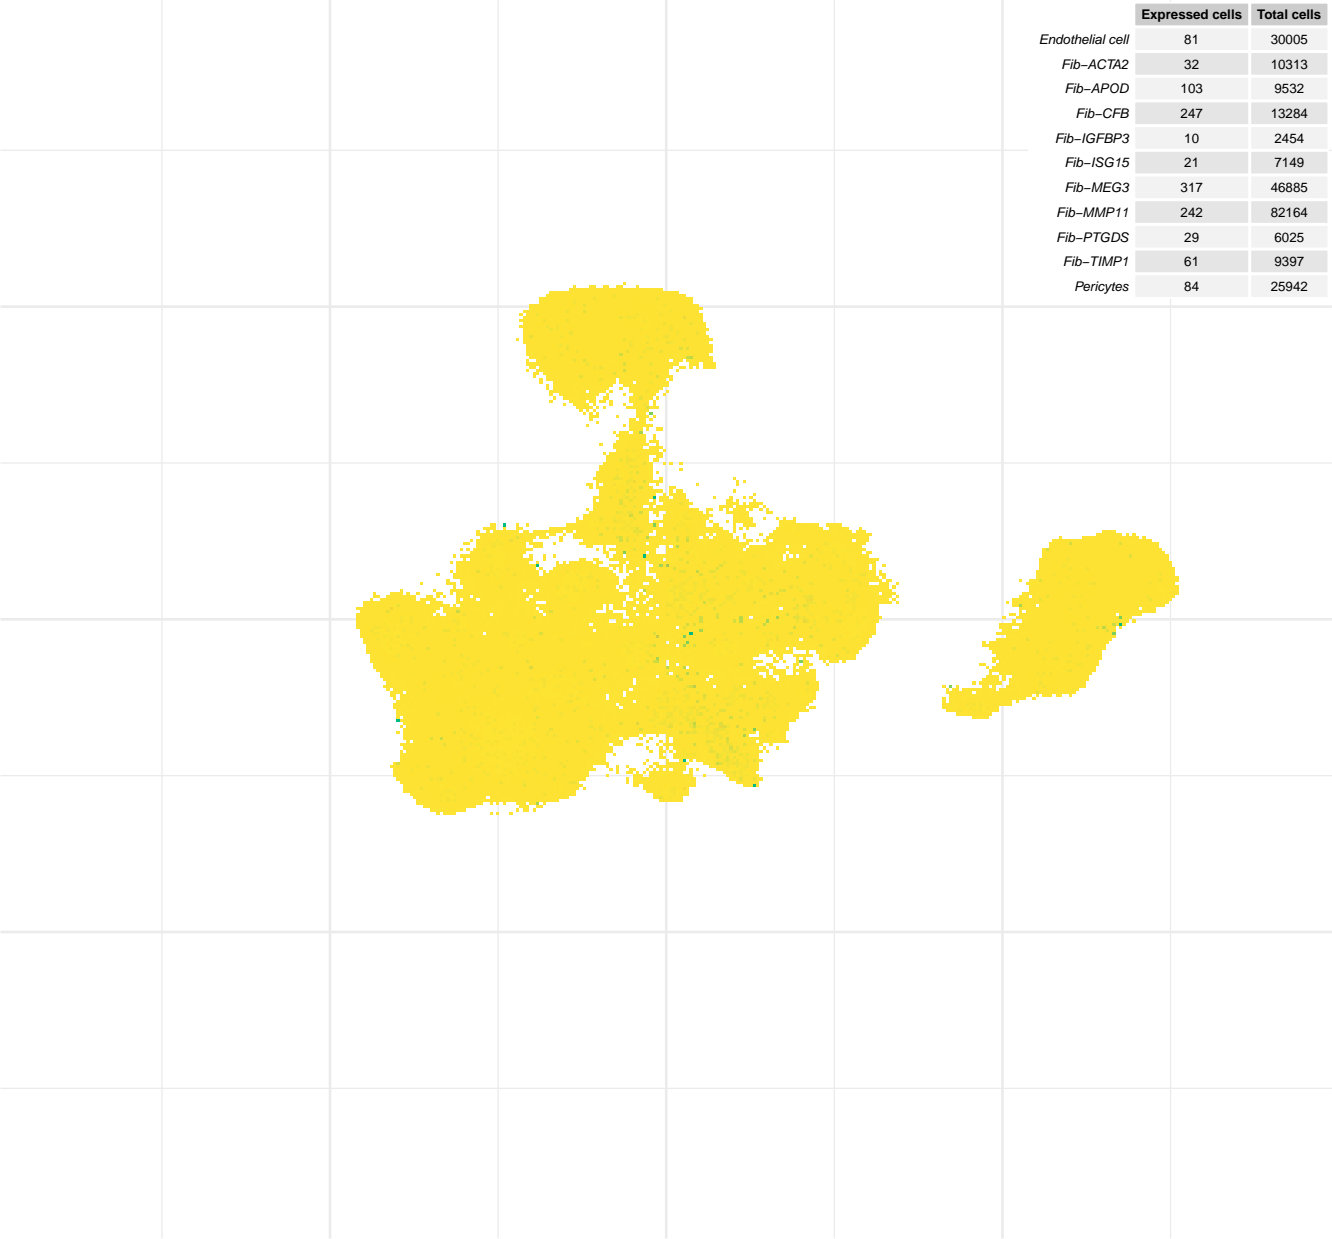 Expressed cells Total cells
Endothelial cell 81 30005
Fib−ACTA2 32 10313
Fib−APOD 103 9532
Fib−CFB 247 13284
Fib−IGFBP3 10 2454
Fib−ISG15 21 7149
Fib−MEG3 317 46885
Fib−MMP11 242 82164
Fib−PTGDS 29 6025
Fib−TIMP1 61 9397
Pericytes 84 25942